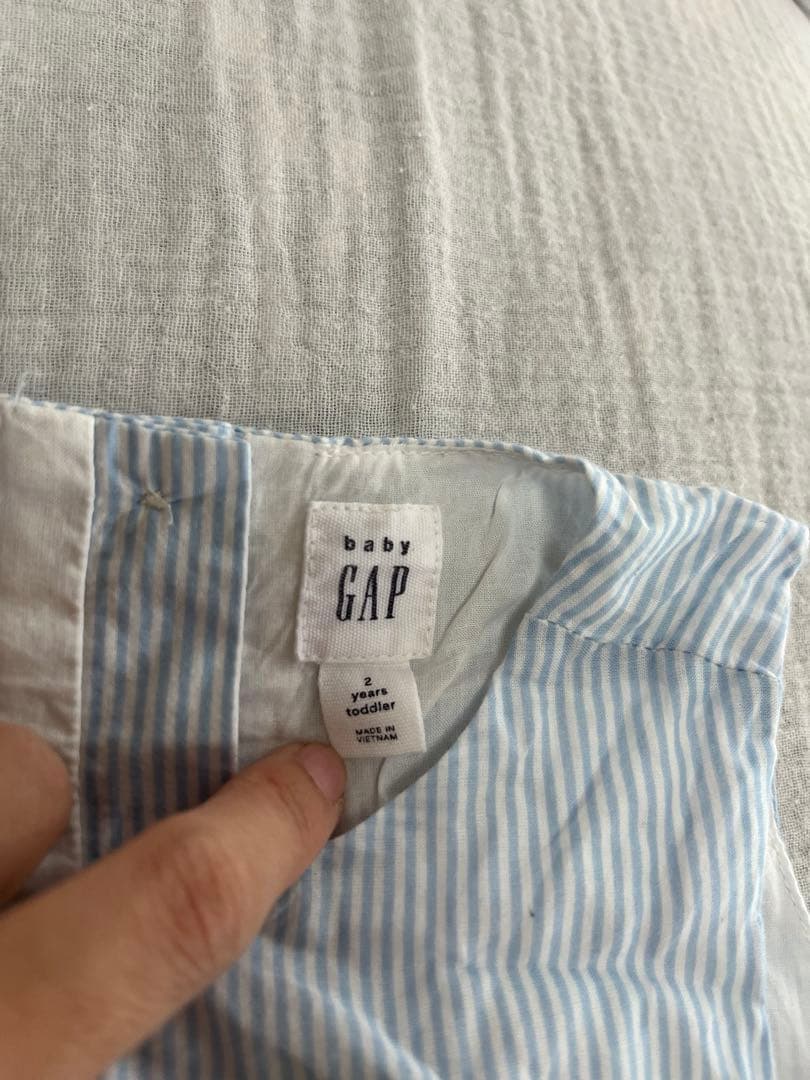 baby
GAP
2
years
toddler
MADE IN
VIETNAM